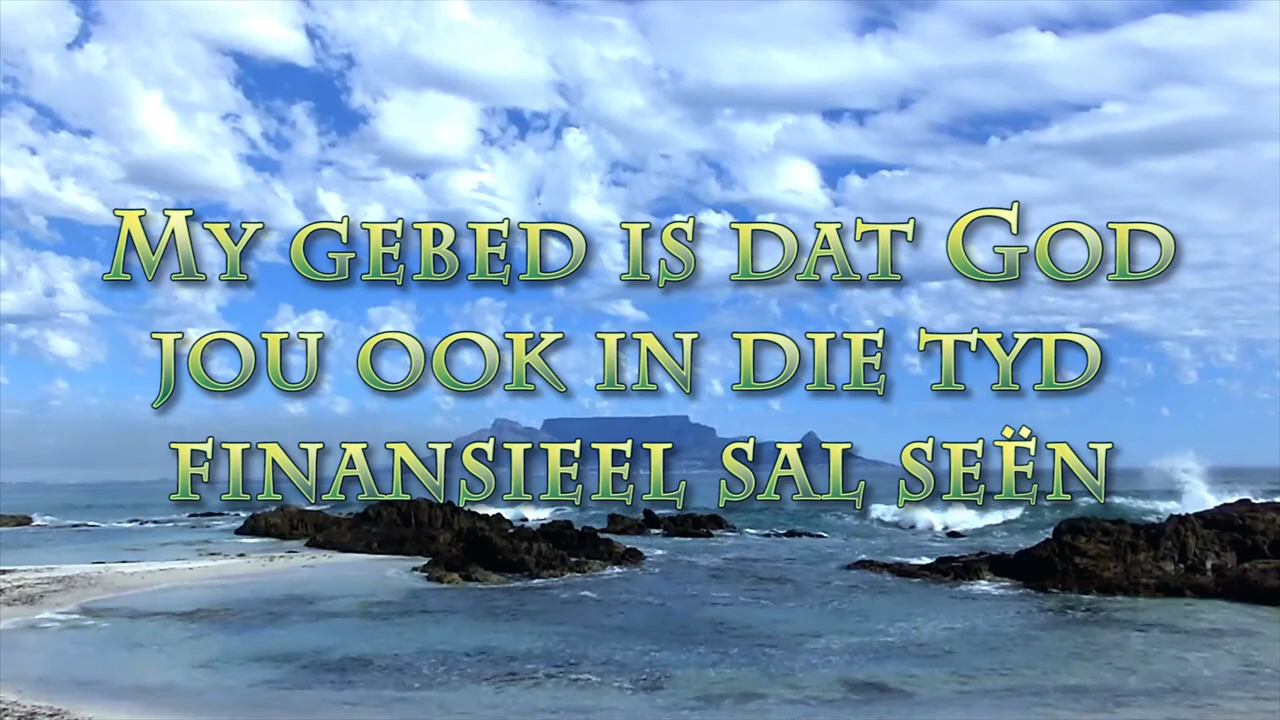 My gebed is dat God
jou ook in die tyd
finansieel sal seën